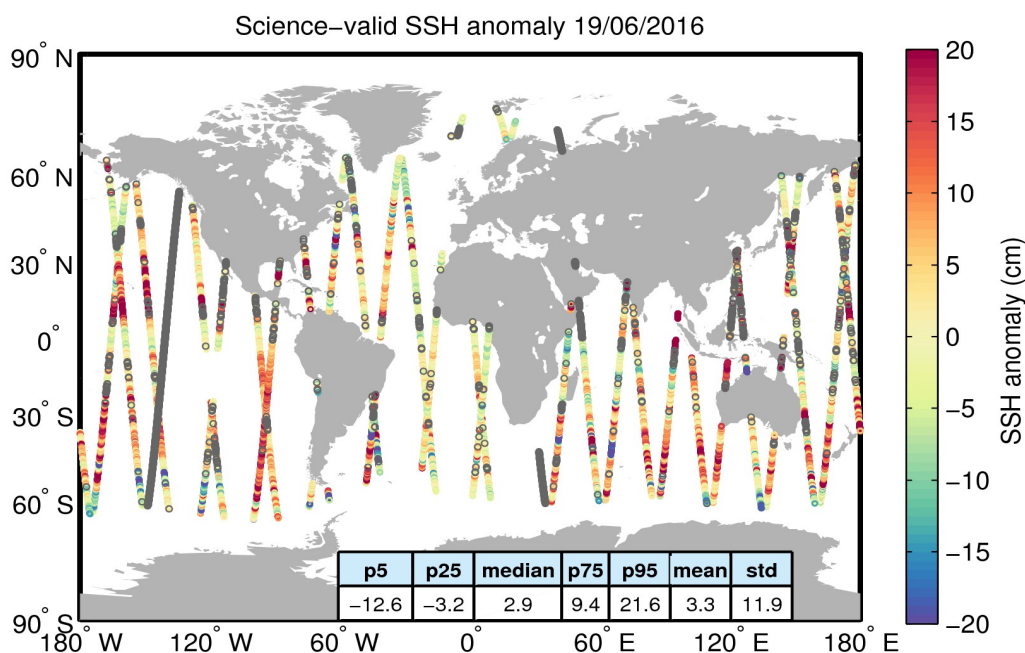 Science−valid SSH anomaly 19/06/2016
90° N
60° N
30° N
0°
30° S
60° S
90° S
180° W
120° W
60° W
0°
60° E
120° E
180° E
p5 p25 median p75 p95 mean std
−12.6 −3.2 2.9 9.4 21.6 3.3 11.9
20
15
10
5
0
−5
−10
−15
−20
SSH anomaly (cm)